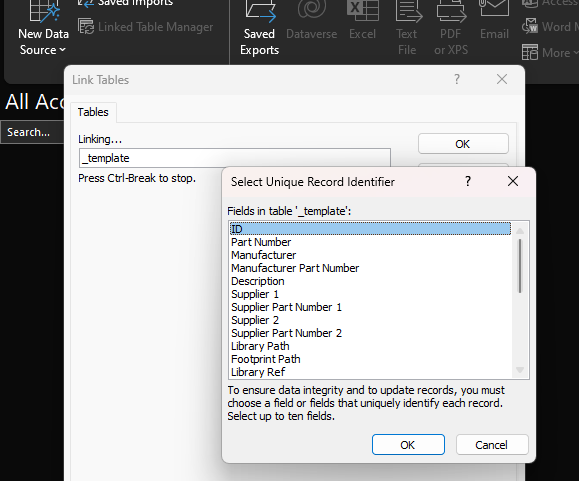 Saved Imports
Linked Table Manager
New Data
Source
Saved
Exports
Dataverse
Excel
Text
File
PDF
or XPS
Email
Access
Word M
More
All Acc
Search...
Link Tables
?
Tables
Linking...
_template
Press Ctrl-Break to stop.
OK
Select Unique Record Identifier
?
Fields in table '_template':
ID
Part Number
Manufacturer
Manufacturer Part Number
Description
Supplier 1
Supplier Part Number 1
Supplier 2
Supplier Part Number 2
Library Path
Footprint Path
Library Ref
To ensure data integrity and to update records, you must
choose a field or fields that uniquely identify each record.
Select up to ten fields.
OK
Cancel